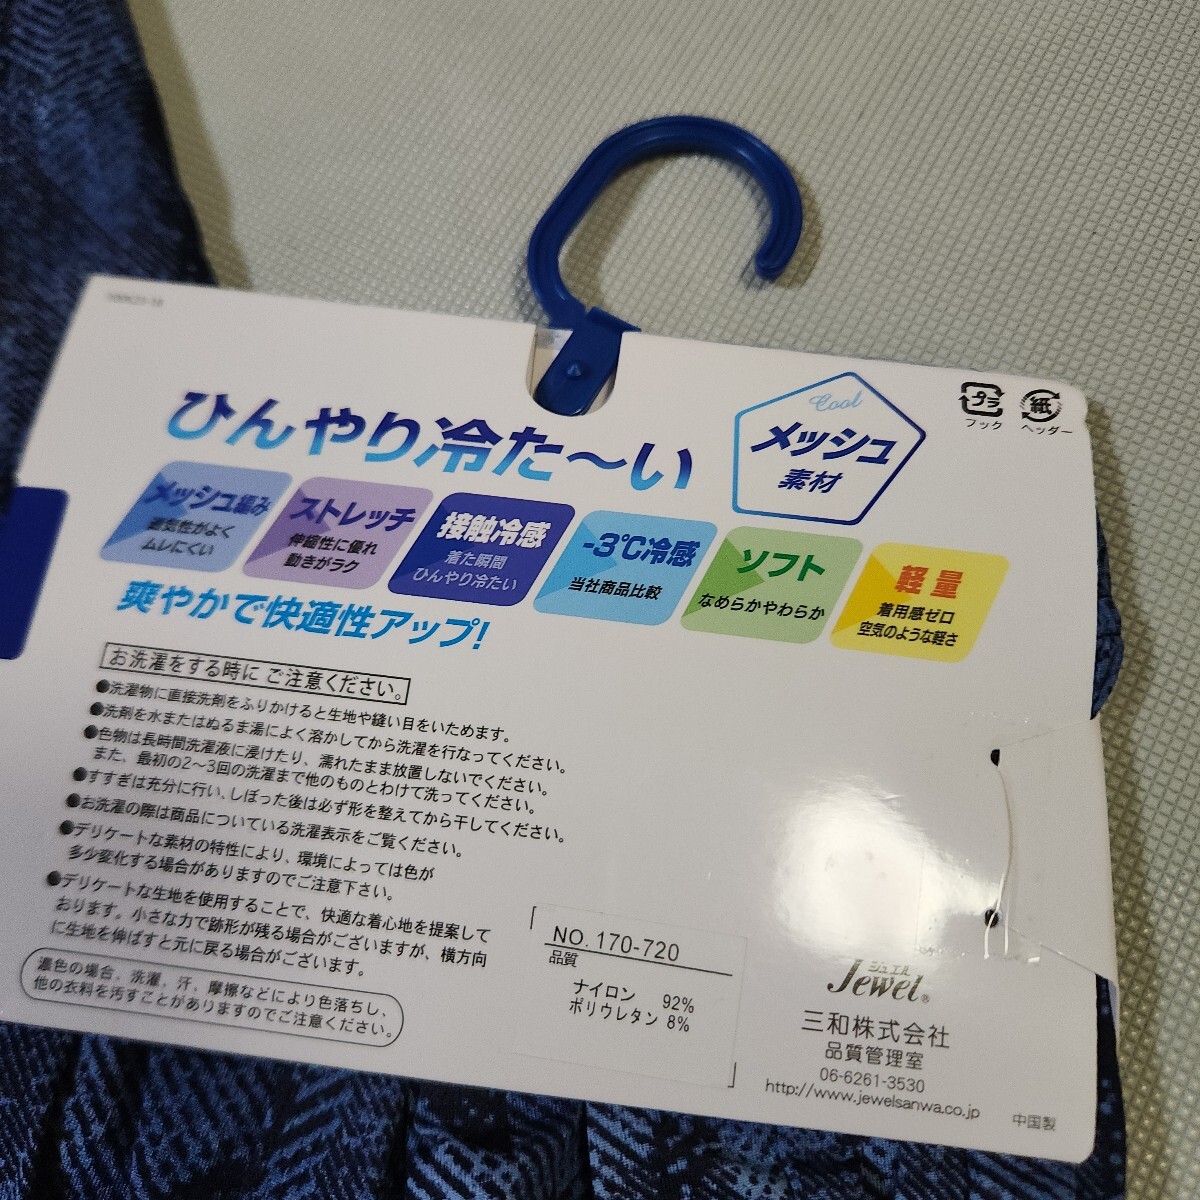 ひんやり冷た〜い
Cool
メッシュ
素材
プラ
フック
紙
ヘッダー
メッシュ編み
通気性がよく
ムレにくい
ストレッチ
伸縮性に優れ
動きがラク
接触冷感
着た瞬間
ひんやり冷たい
-3℃冷感
当社商品比較
ソフト
なめらかやわらか
軽量
着用感ゼロ
空気のような軽さ
爽やかで快適性アップ!
お洗濯をする時に ご注意ください。
●洗濯物に直接洗剤をふりかけると生地や縫い目をいためます。
●洗剤を水またはぬるま湯によく溶かしてから洗濯を行なってください。
●色物は長時間洗濯液に浸けたり、濡れたまま放置しないでください。
また、最初の2〜3回の洗濯まで他のものとわけて洗ってください。
●すすぎは充分に行い、しぼった後は必ず形を整えてから干してください。
●お洗濯の際は商品についている洗濯表示をご覧ください。
●デリケートな素材の特性により、環境によっては色が
多少変化する場合がありますのでご注意下さい。
●デリケートな生地を使用することで、快適な着心地を提案して
おります。小さな力で跡形が残る場合がございますが、横方向
に生地を伸ばすと元に戻る場合がございます。
濃色の場合、洗濯、汗、摩擦などにより色落ちし、
他の衣料を汚すことがありますのでご注意ください。
NO. 170-720
品質
ナイロン 92%
ポリウレタン 8%
ジュエル
Jewel®
三和株式会社
品質管理室
06-6261-3530
http://www.jewelsanwa.co.jp
中国製